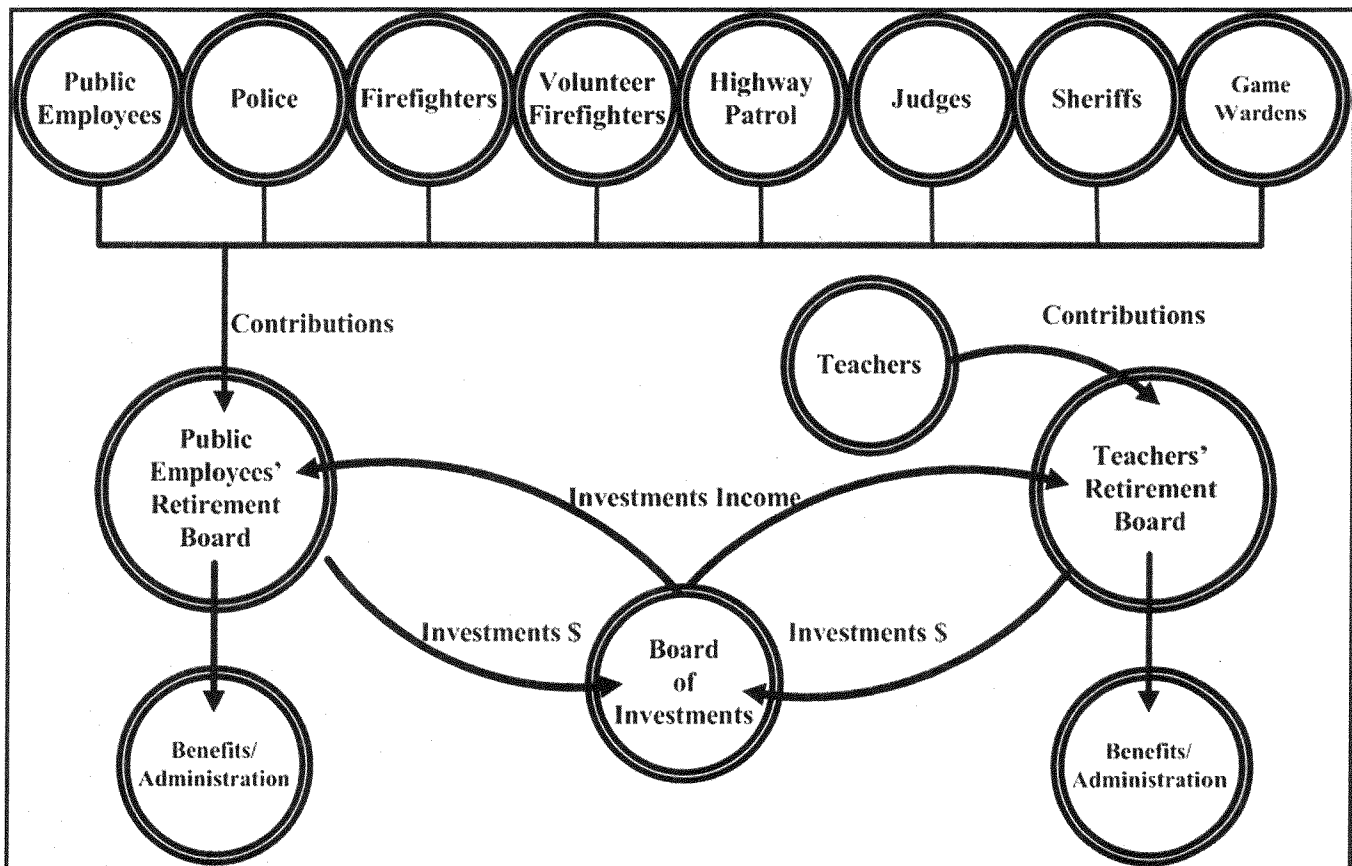 Public
Employees
Police
Firefighters
Volunteer
Firefighters
Highway
Patrol
Judges
Sheriffs
Game
Wardens
Contributions
Contributions
Teachers
Public
Employees'
Retirement
Board
Investments Income
Teachers'
Retirement
Board
Investments $
Investments $
Board
of
Investments
Benefits/
Administration
Benefits/
Administration